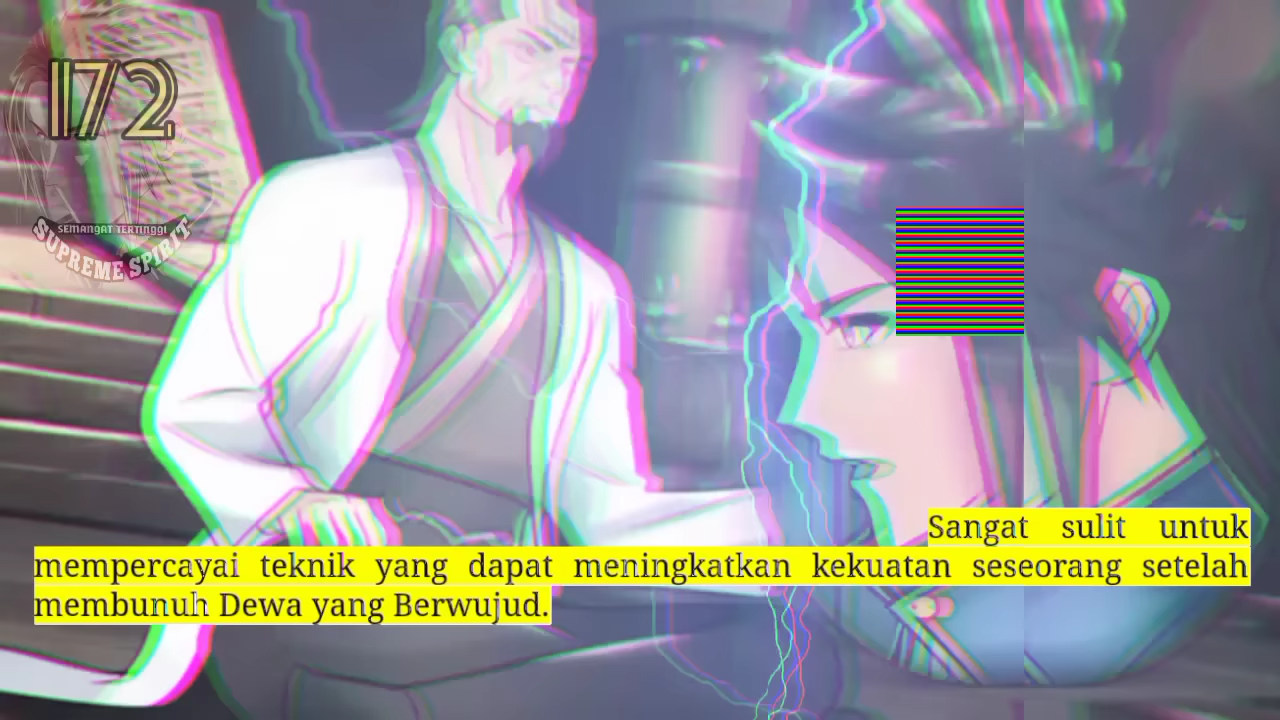 172
SEMANGAT TERTINGGI
SUPREME SPIRIT
Sangat sulit untuk
mempercayai teknik yang dapat meningkatkan kekuatan seseorang setelah
membunuh Dewa yang Berwujud.